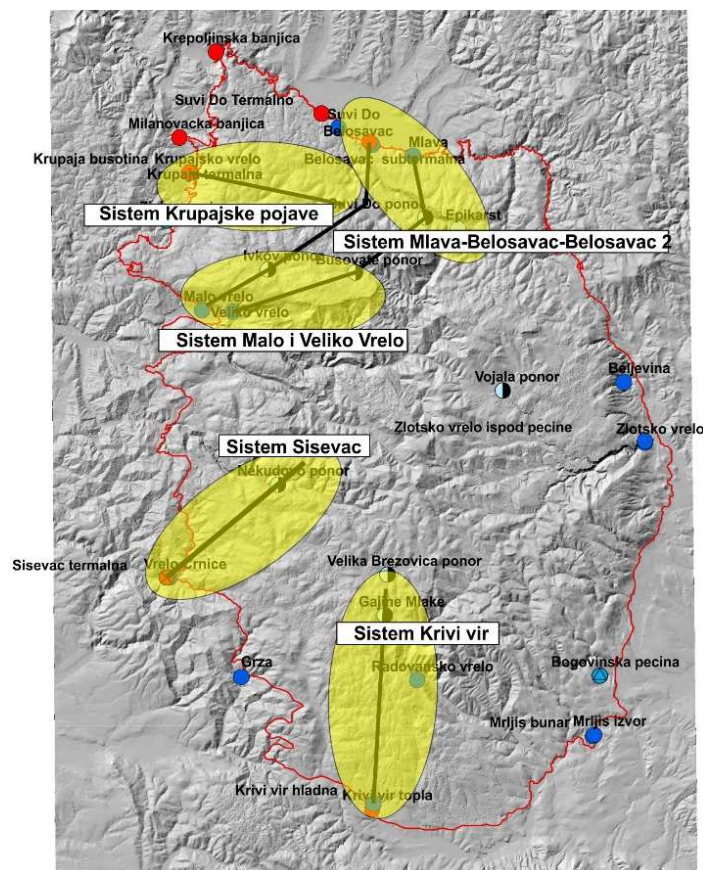 Krepoljinska banjica
Suvi Do Termalno
Suvi Do
Milanovacka banjica
Belosavac
Mlava
Krupaja busotina
Krupajsko vrelo
Belosavac subtermalna
Krupaja termalna
Suvi Do ponor
Sistem Krupajske pojave
Epikarst
Sistem Mlava-Belosavac-Belosavac 2
Ivkov ponor
Busovate ponor
Malo vrelo
Veliko vrelo
Sistem Malo i Veliko Vrelo
Vojala ponor
Beljevina
Zlotsko vrelo ispod pecine
Zlotsko vrelo
Sistem Sisevac
Nekudovo ponor
Sisevac termalna
Vrelo Crnice
Velika Brezovica ponor
Gajine Mlake
Sistem Krivi vir
Grza
Radovansko vrelo
Bogovinska pecina
Mrljis bunar
Mrljis izvor
Krivi vir hladna
Krivi vir topla